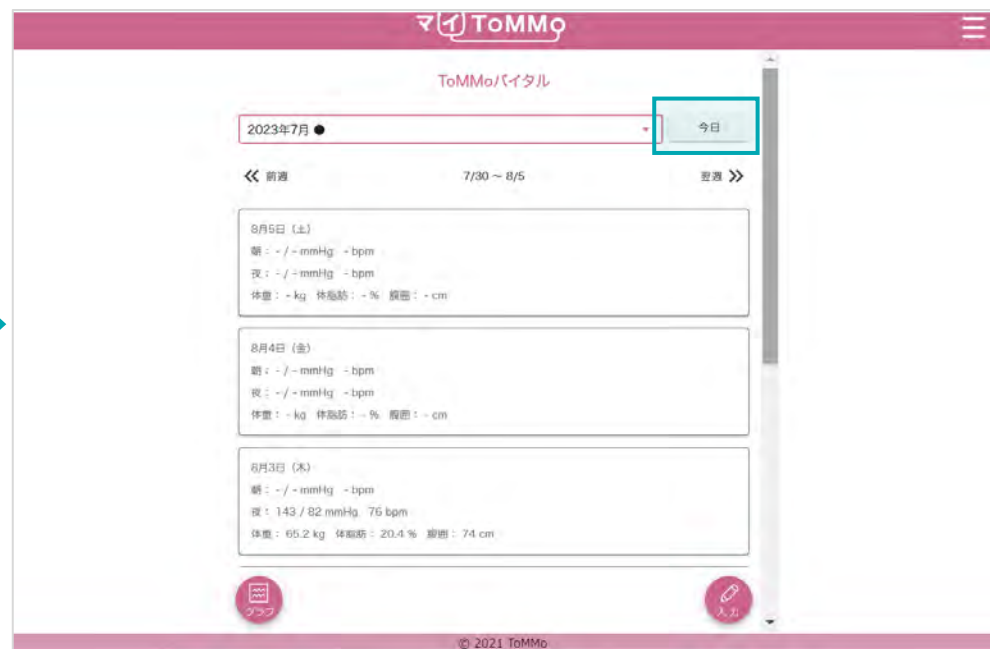 マイToMMo
ToMMoバイタル
2023年7月 ● 今日
前週 7/30 ~ 8/5 翌週
8月5日（土）
朝： - / - mmHg - bpm
夜： - / - mmHg - bpm
体重： - kg 体脂肪： - % 腹囲： - cm
8月4日（金）
朝： - / - mmHg - bpm
夜： - / - mmHg - bpm
体重： - kg 体脂肪： - % 腹囲： - cm
8月3日（木）
朝： - / - mmHg - bpm
夜： 143 / 82 mmHg 76 bpm
体重： 65.2 kg 体脂肪： 20.4 % 腹囲： 74 cm
グラフ 入力
© 2021 ToMMo